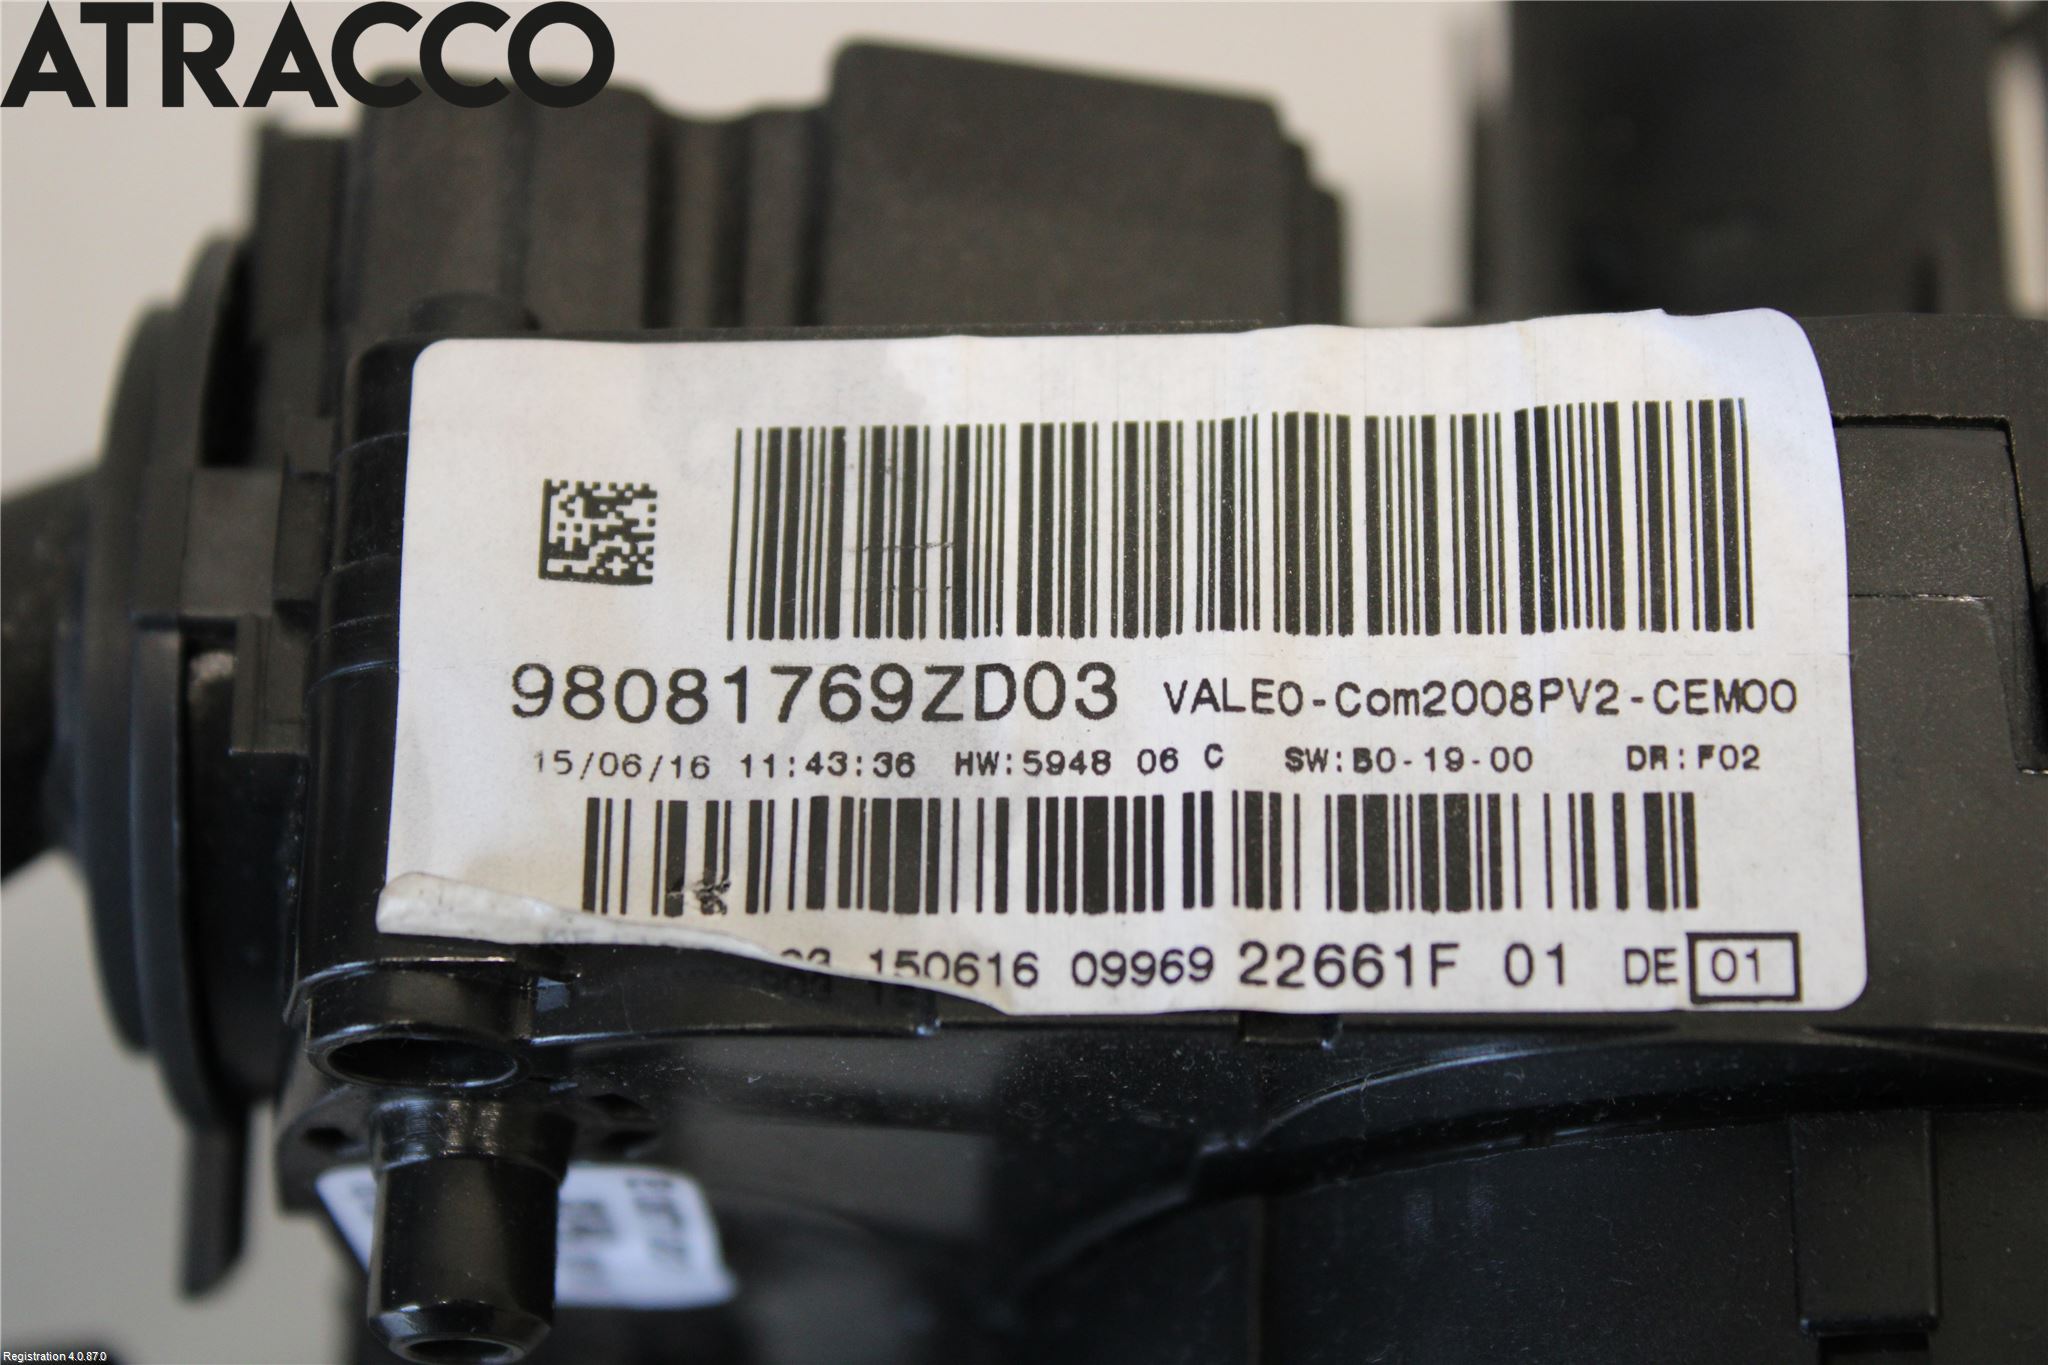 ATRACCO
98081769ZD03 VALEO-Com2008PV2-CEM00
15/06/16 11:43:36 HW:5948 06 C SW:B0-19-00 DR:F02
150616 09969 22661F 01 DE 01
Registration 4.0.87.0